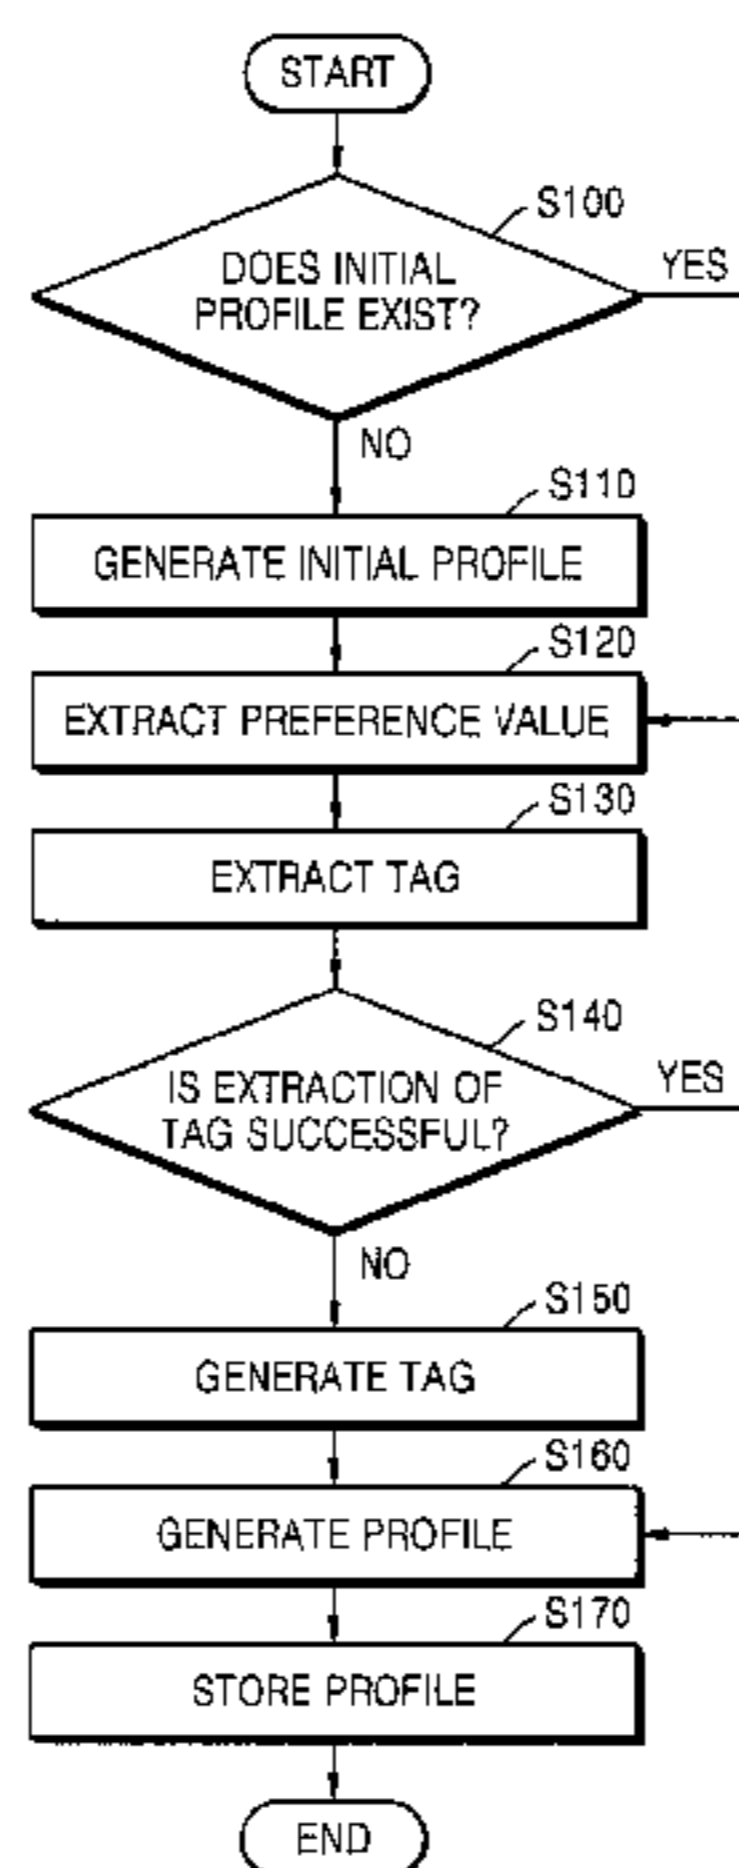 START
S100
DOES INITIAL
PROFILE EXIST?
YES
NO
S110
GENERATE INITIAL PROFILE
S120
EXTRACT PREFERENCE VALUE
S130
EXTRACT TAG
S140
IS EXTRACTION OF
TAG SUCCESSFUL?
YES
NO
S150
GENERATE TAG
S160
GENERATE PROFILE
S170
STORE PROFILE
END